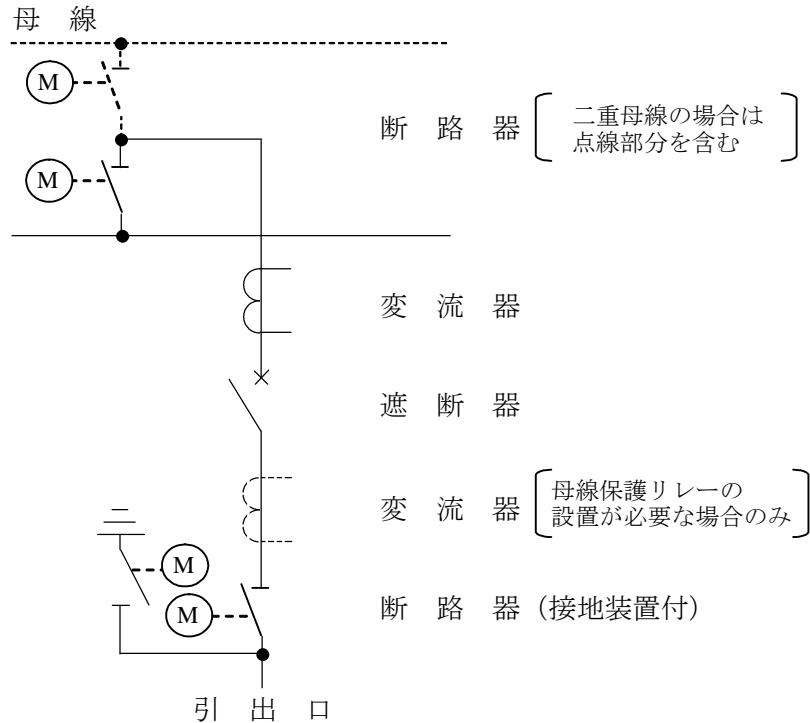 母 線
M
断 路 器
二重母線の場合は
点線部分を含む
M
変 流 器
遮 断 器
変 流 器
母線保護リレーの
設置が必要な場合のみ
M
M
断 路 器 (接地装置付)
引 出 口